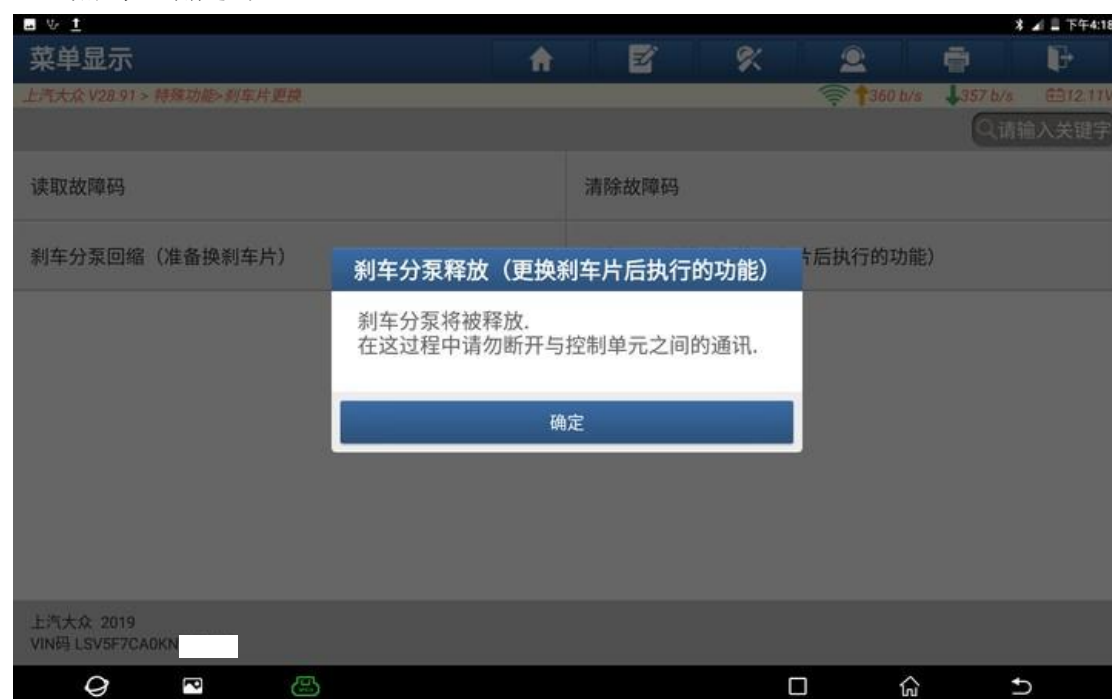 下午4:18
菜单显示
上汽大众 V28.91 > 特殊功能>刹车片更换
360 b/s 357 b/s 12.11V
请输入关键字
读取故障码
清除故障码
刹车分泵回缩（准备换刹车片）
片后执行的功能）
刹车分泵释放（更换刹车片后执行的功能）
刹车分泵将被释放.
在这过程中请勿断开与控制单元之间的通讯.
确定
上汽大众 2019
VIN码 LSV5F7CA0KN